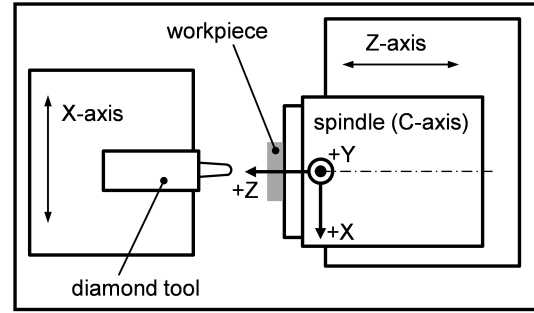 workpiece
Z-axis
X-axis
spindle (C-axis)
+Y
+Z
+X
diamond tool